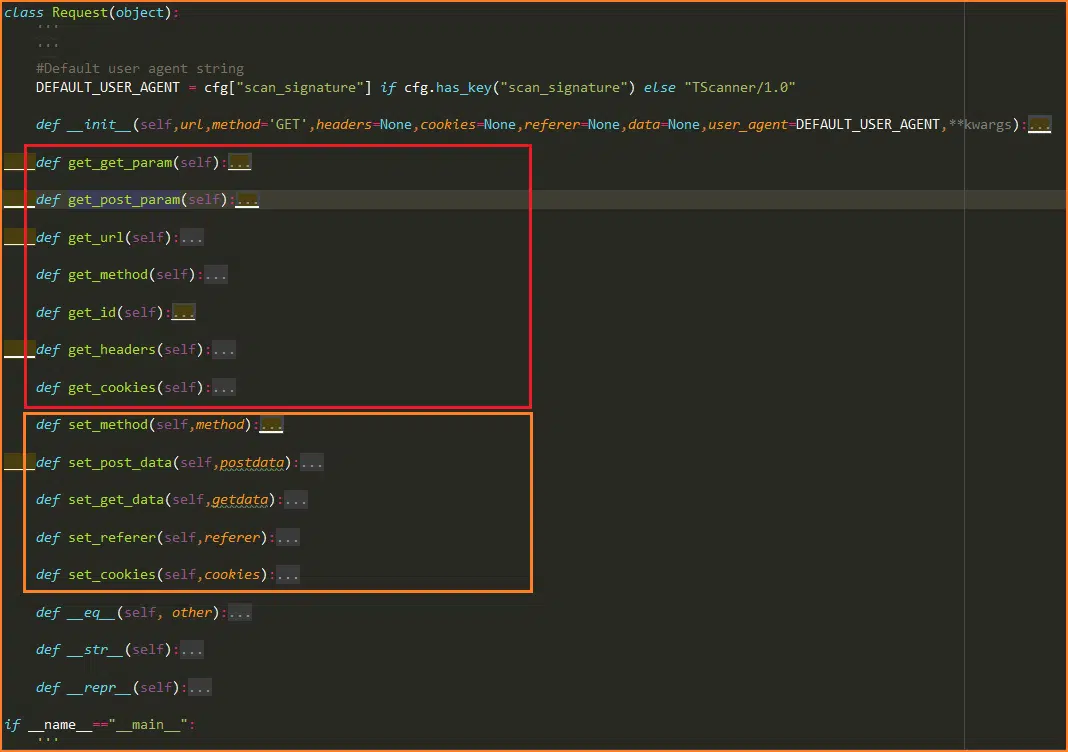 class Request(object):
...
...
#Default user agent string
DEFAULT_USER_AGENT = cfg["scan_signature"] if cfg.has_key("scan_signature") else "TScanner/1.0"
def __init__(self,url,method='GET',headers=None,cookies=None,referer=None,data=None,user_agent=DEFAULT_USER_AGENT,**kwargs):...
def get_get_param(self):...
def get_post_param(self):...
def get_url(self):...
def get_method(self):...
def get_id(self):...
def get_headers(self):...
def get_cookies(self):...
def set_method(self,method):...
def set_post_data(self,postdata):...
def set_get_data(self,getdata):...
def set_referer(self,referer):...
def set_cookies(self,cookies):...
def __eq__(self, other):...
def __str__(self):...
def __repr__(self):...
if __name__=="__main__":
...